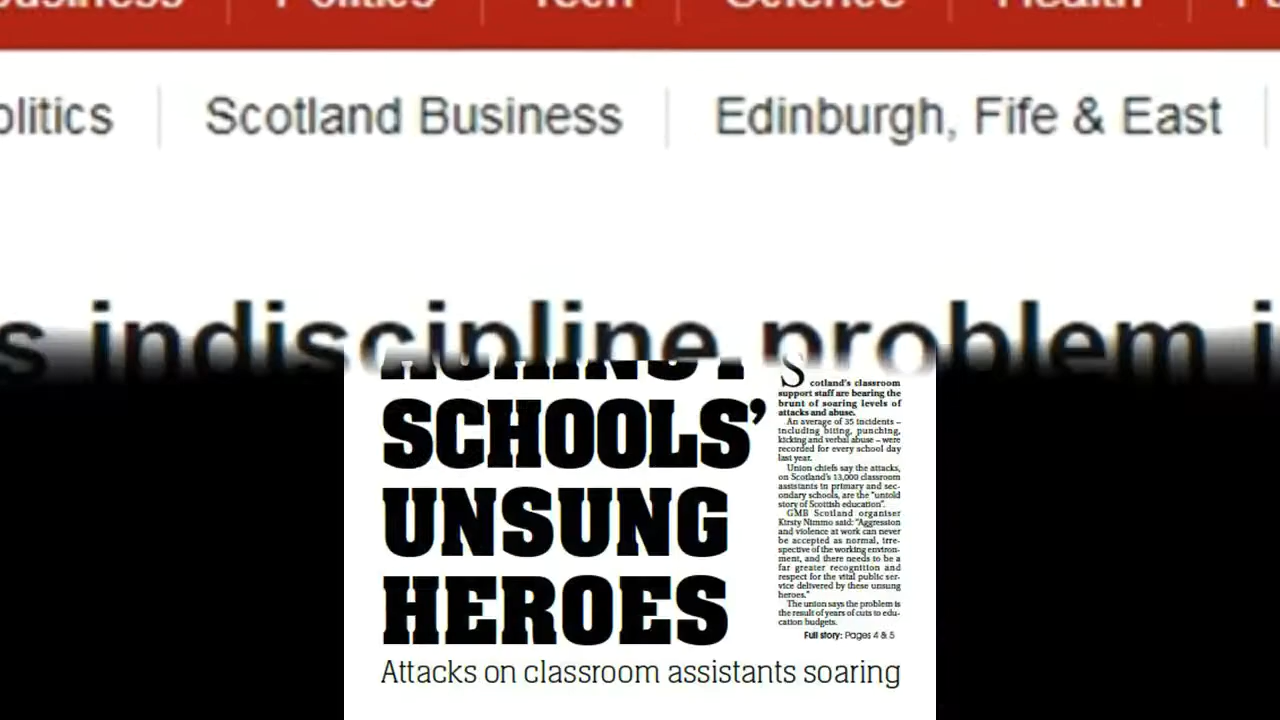 Business Politics Tech Science Health
olitics Scotland Business Edinburgh, Fife & East
s indiscipline problem i
AGAINST
SCHOOLS’
UNSUNG
HEROES
Attacks on classroom assistants soaring
Scotland's classroom
support staff are bearing the
brunt of soaring levels of
attacks and abuse.
An average of 35 incidents –
including biting, punching,
kicking and verbal abuse – were
recorded for every school day
last year.
Union chiefs say the attacks,
on Scotland's 13,000 classroom
assistants in primary and sec-
ondary schools, are the "untold
story of Scottish education".
GMB Scotland organiser
Kirsty Nimmo said: "Aggression
and violence at work can never
be accepted as normal, irre-
spective of the working environ-
ment, and there needs to be a
far greater recognition and
respect for the vital public ser-
vice delivered by these unsung
heroes."
The union says the problem is
the result of years of cuts to edu-
cation budgets.
Full story: Pages 4 & 5